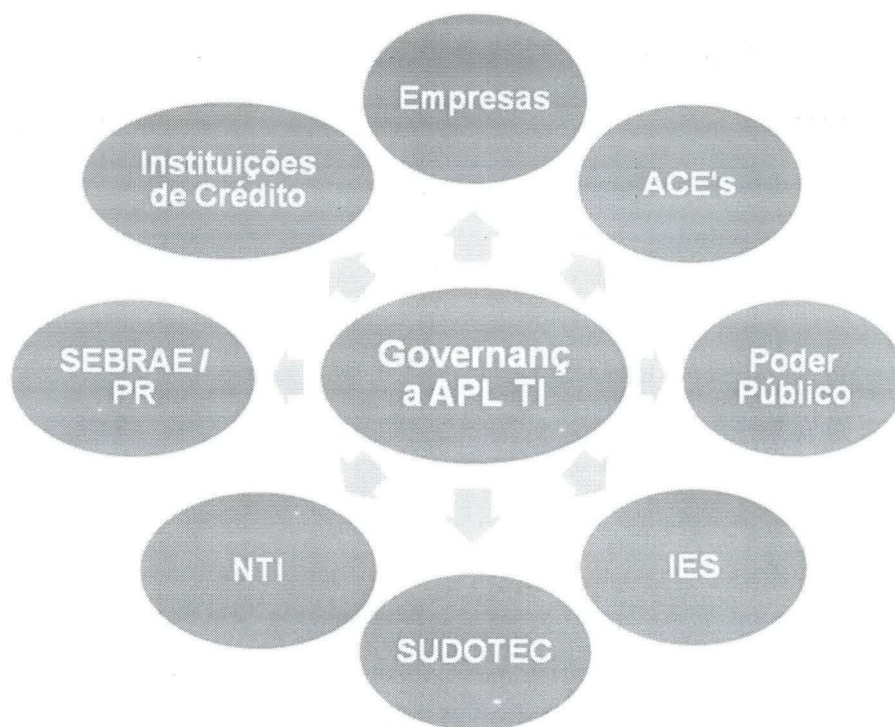 Empresas
Instituições
de Crédito
ACE's
SEBRAE /
PR
Governanç
a APL TI
Poder
Público
NTI
IES
SUDOTEC